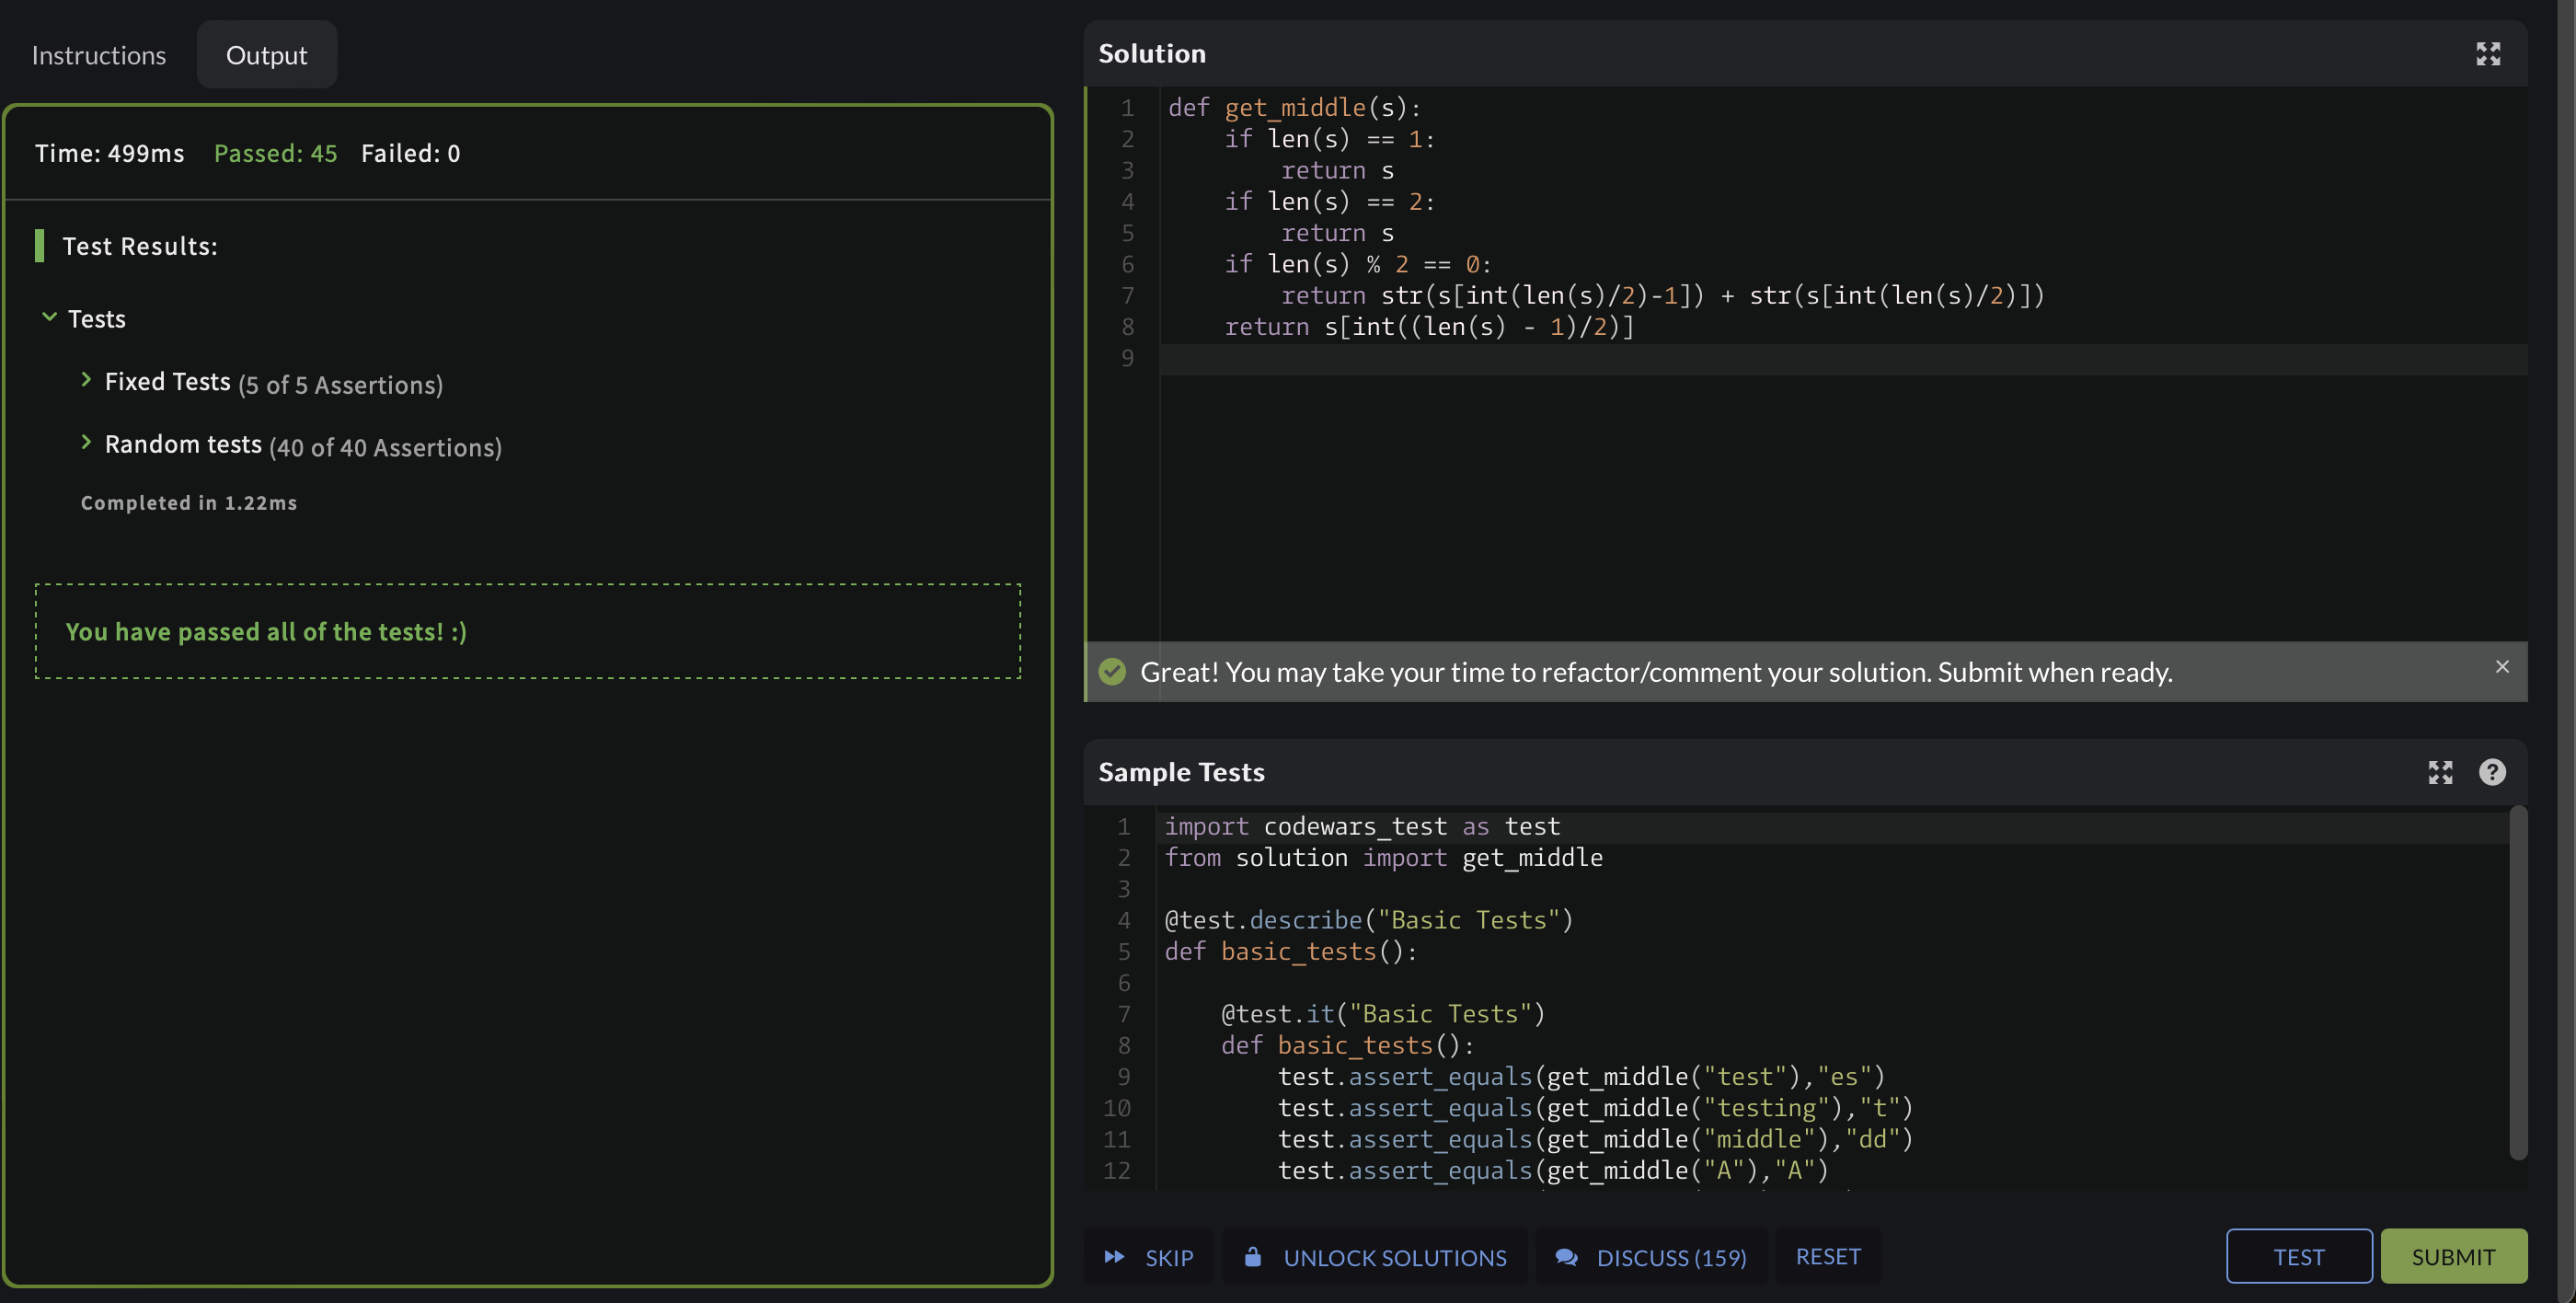 Instructions
Output
Time: 499ms Passed: 45 Failed: 0
Test Results:
Tests
Fixed Tests (5 of 5 Assertions)
Random tests (40 of 40 Assertions)
Completed in 1.22ms
You have passed all of the tests! :)
Solution
1 def get_middle(s):
2     if len(s) == 1:
3         return s
4     if len(s) == 2:
5         return s
6     if len(s) % 2 == 0:
7         return str(s[int(len(s)/2)-1]) + str(s[int(len(s)/2)])
8     return s[int((len(s) - 1)/2)]
9
Great! You may take your time to refactor/comment your solution. Submit when ready.
Sample Tests
1 import codewars_test as test
2 from solution import get_middle
3
4 @test.describe("Basic Tests")
5 def basic_tests():
6
7     @test.it("Basic Tests")
8     def basic_tests():
9         test.assert_equals(get_middle("test"),"es")
10         test.assert_equals(get_middle("testing"),"t")
11         test.assert_equals(get_middle("middle"),"dd")
12         test.assert_equals(get_middle("A"),"A")
SKIP
UNLOCK SOLUTIONS
DISCUSS (159)
RESET
TEST
SUBMIT